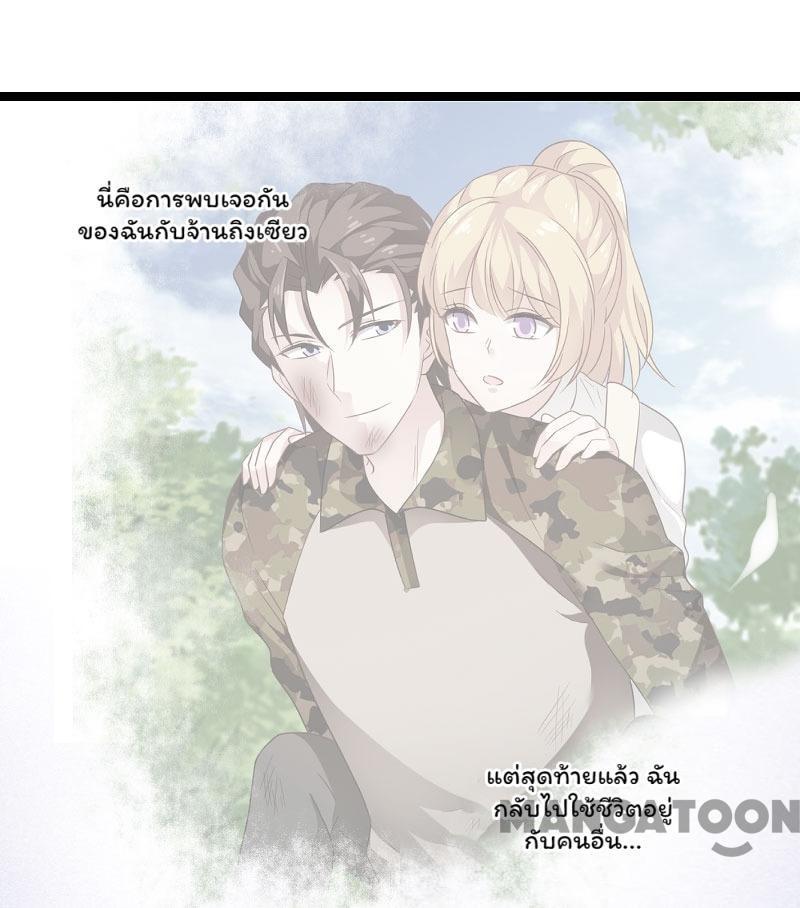 นี่คือการพบเจอกัน
ของฉันกับจ้านถิงเซียว
แต่สุดท้ายแล้ว ฉัน
กลับไปใช้ชีวิตอยู่
กับคนอื่น...
MANGATOON